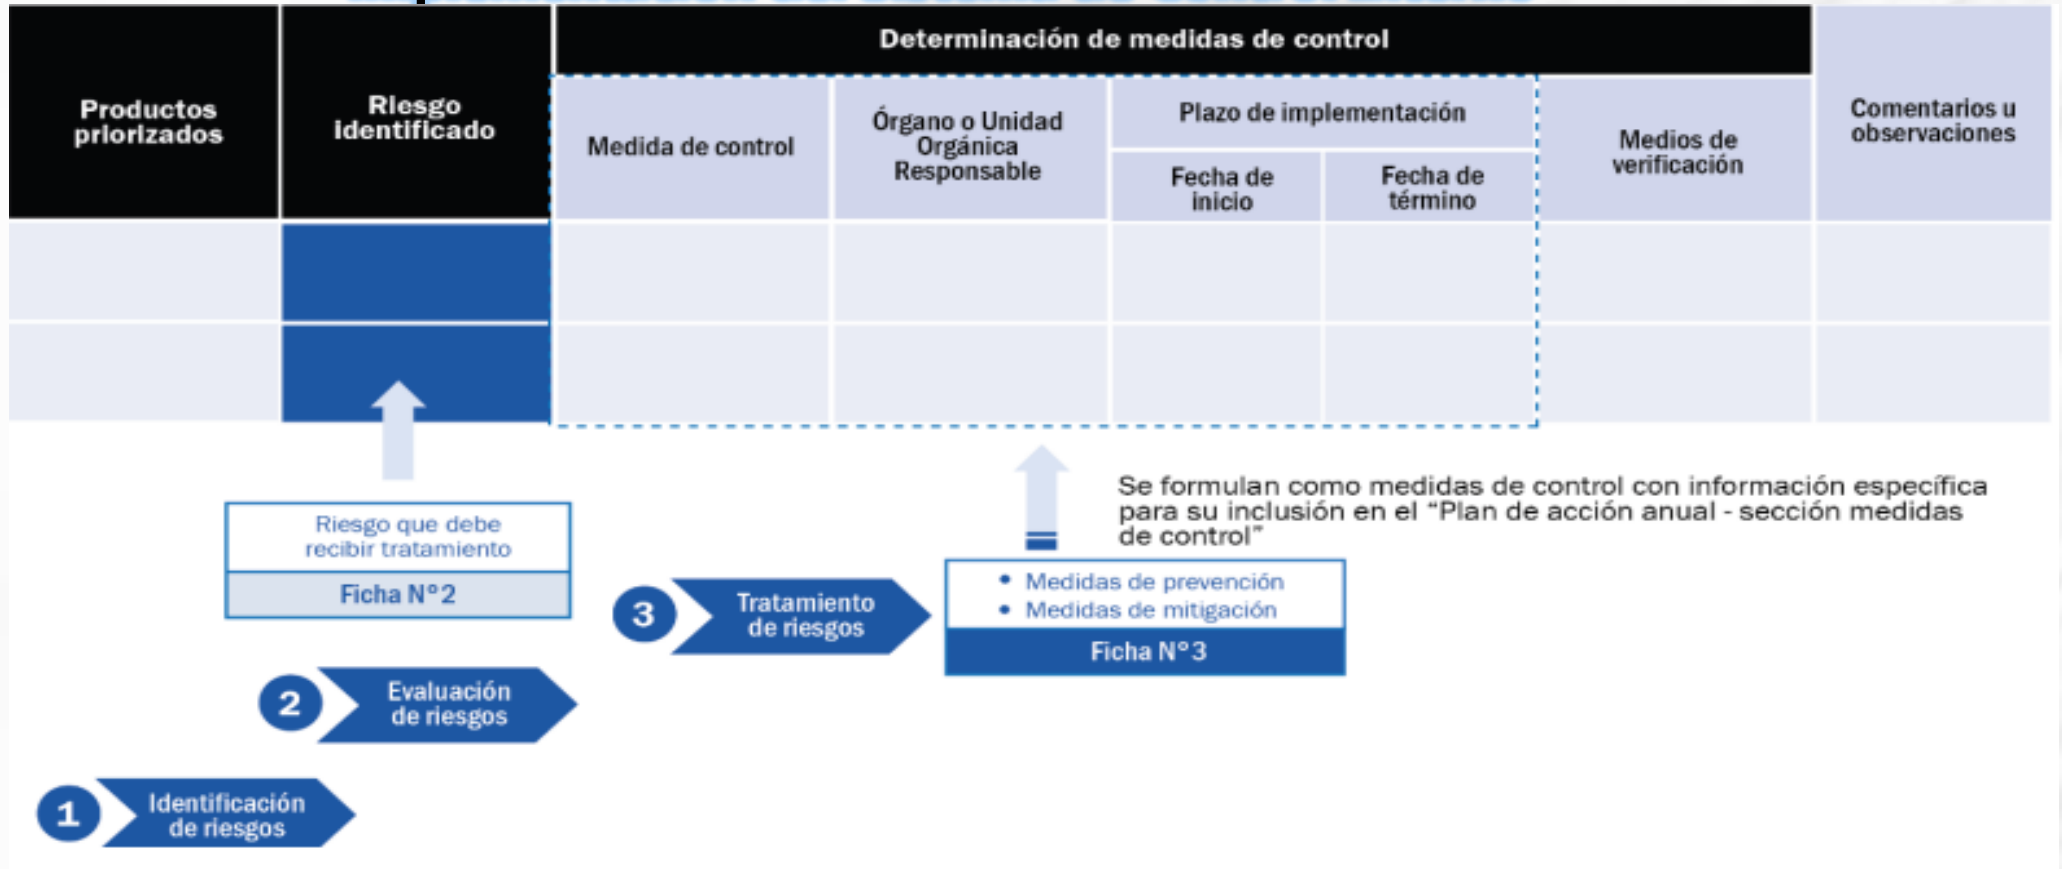 Determinación de medidas de control
Productos
priorizados
Riesgo
identificado
Medida de control
Órgano o Unidad
Orgánica
Responsable
Plazo de implementación
Fecha de
inicio
Fecha de
término
Medios de
verificación
Comentarios u
observaciones
Riesgo que debe
recibir tratamiento
Ficha N°2
Se formulan como medidas de control con información específica
para su inclusión en el “Plan de acción anual - sección medidas
de control”
3
Tratamiento
de riesgos
• Medidas de prevención
• Medidas de mitigación
Ficha N°3
2
Evaluación
de riesgos
1
Identificación
de riesgos